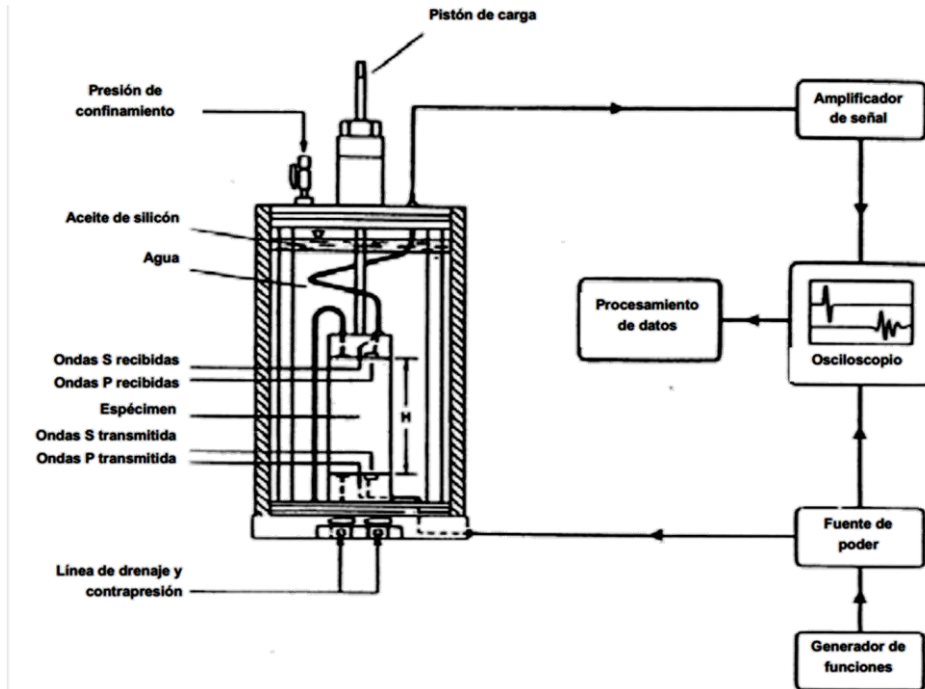 Pistón de carga
Presión de
confinamiento
Amplificador
de señal
Aceite de silicón
Agua
Procesamiento
de datos
Osciloscopio
Ondas S recibidas
Ondas P recibidas
Espécimen
H
Ondas S transmitida
Ondas P transmitida
Fuente de
poder
Línea de drenaje y
contrapresión
Generador de
funciones